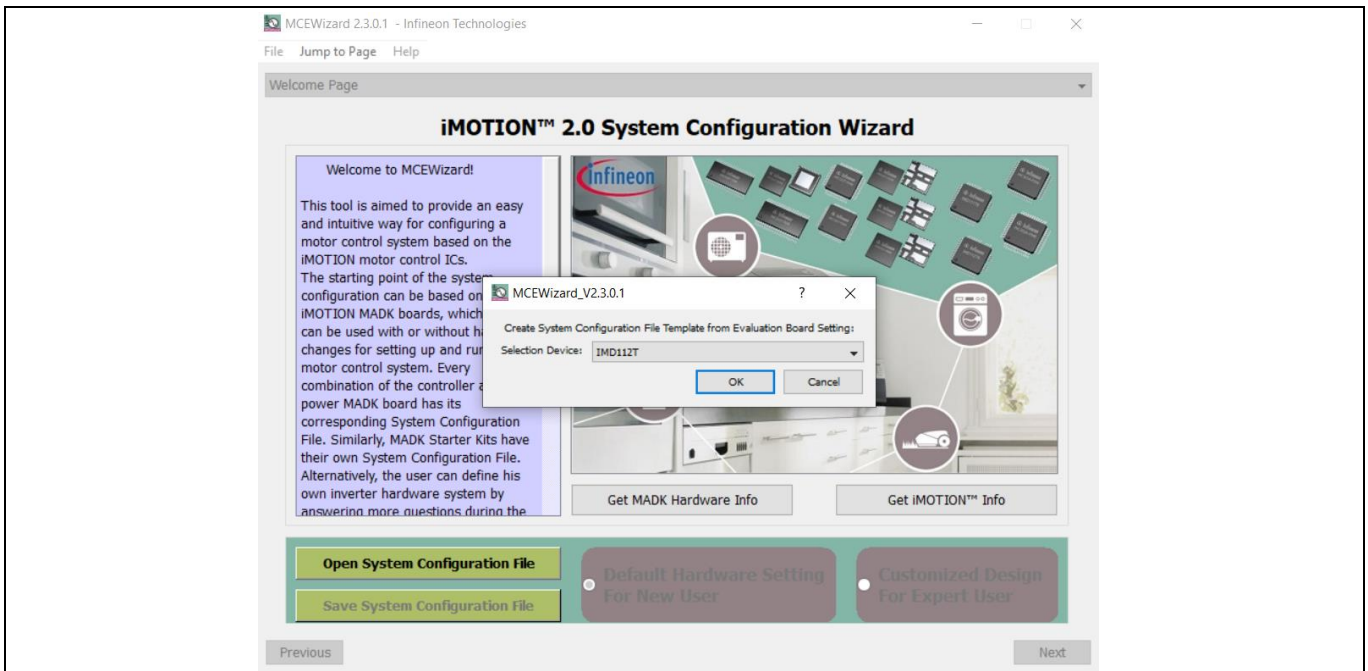 MCEWizard 2.3.0.1 - Infineon Technologies
File Jump to Page Help
Welcome Page
iMOTION™ 2.0 System Configuration Wizard
Welcome to MCEWizard!
This tool is aimed to provide an easy
and intuitive way for configuring a
motor control system based on the
iMOTION motor control ICs.
The starting point of the system
configuration can be based on
iMOTION MADK boards, which
can be used with or without
changes for setting up and
motor control system. Every
combination of the controller
power MADK board has its
corresponding System Configuration
File. Similarly, MADK Starter Kits have
their own System Configuration File.
Alternatively, the user can define his
own inverter hardware system by
answering more questions during the
infineon
MCEWizard_V2.3.0.1
Create System Configuration File Template from Evaluation Board Setting:
Selection Device: IMD112T
OK Cancel
Get MADK Hardware Info Get iMOTION™ Info
Open System Configuration File
Save System Configuration File
Default Hardware Setting
For New User
Customized Design
For Expert User
Previous Next